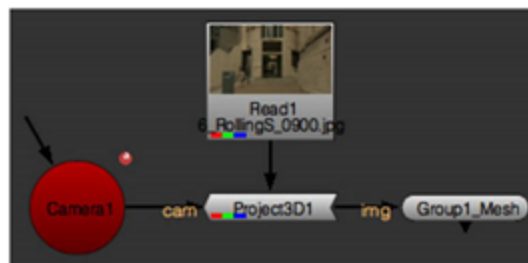 Read1
6_RollingS_0900.jpg
Camera1
cam
Project3D1
img
Group1_Mesh